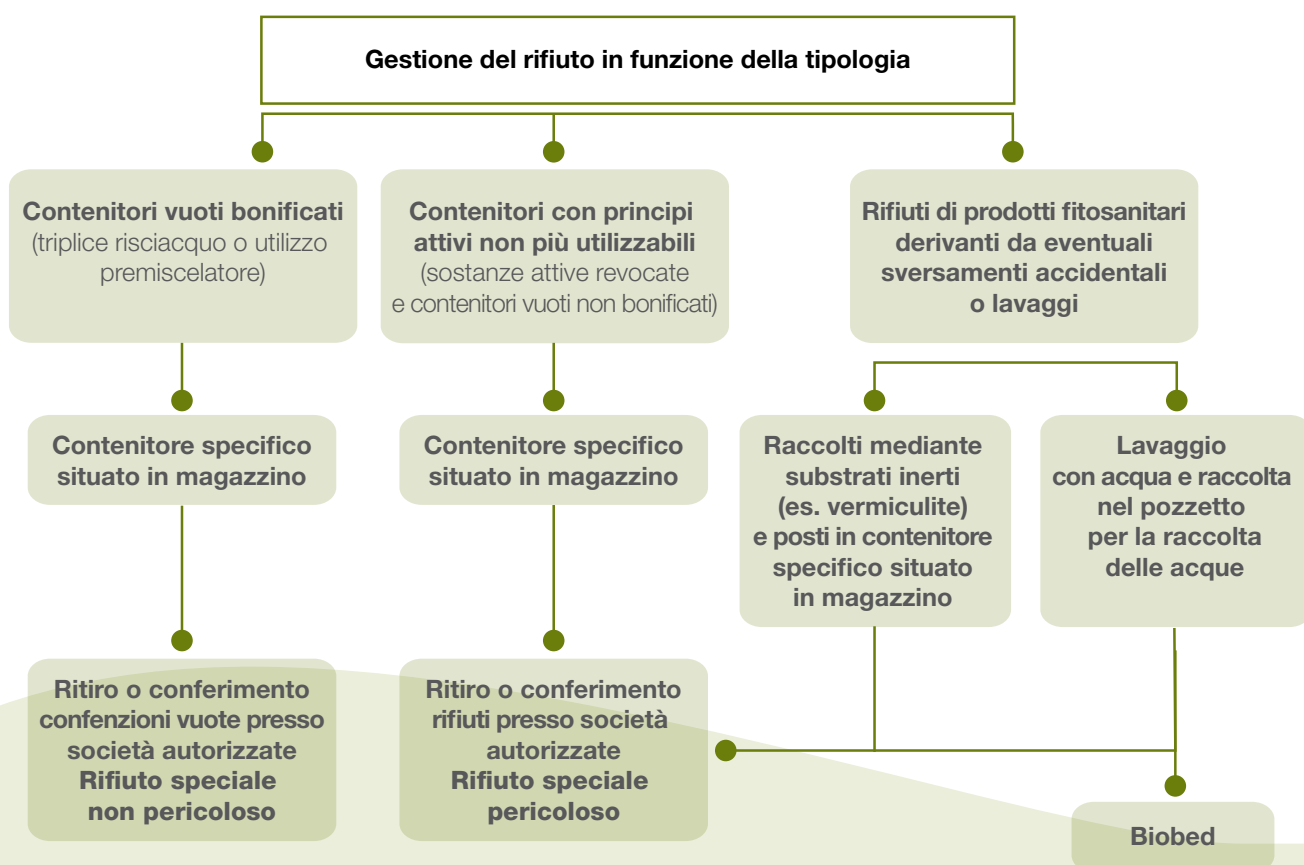 Gestione del rifiuto in funzione della tipologia
Contenitori vuoti bonificati
(triplice risciacquo o utilizzo
premiscelatore)
Contenitori con principi
attivi non più utilizzabili
(sostanze attive revocate
e contenitori vuoti non bonificati)
Rifiuti di prodotti fitosanitari
derivanti da eventuali
sversamenti accidentali
o lavaggi
Contenitore specifico
situato in magazzino
Contenitore specifico
situato in magazzino
Raccolti mediante
substrati inerti
(es. vermiculite)
e posti in contenitore
specifico situato
in magazzino
Lavaggio
con acqua e raccolta
nel pozzetto
per la raccolta
delle acque
Ritiro o conferimento
confenzioni vuote presso
società autorizzate
Rifiuto speciale
non pericoloso
Ritiro o conferimento
rifiuti presso società
autorizzate
Rifiuto speciale
pericoloso
Biobed